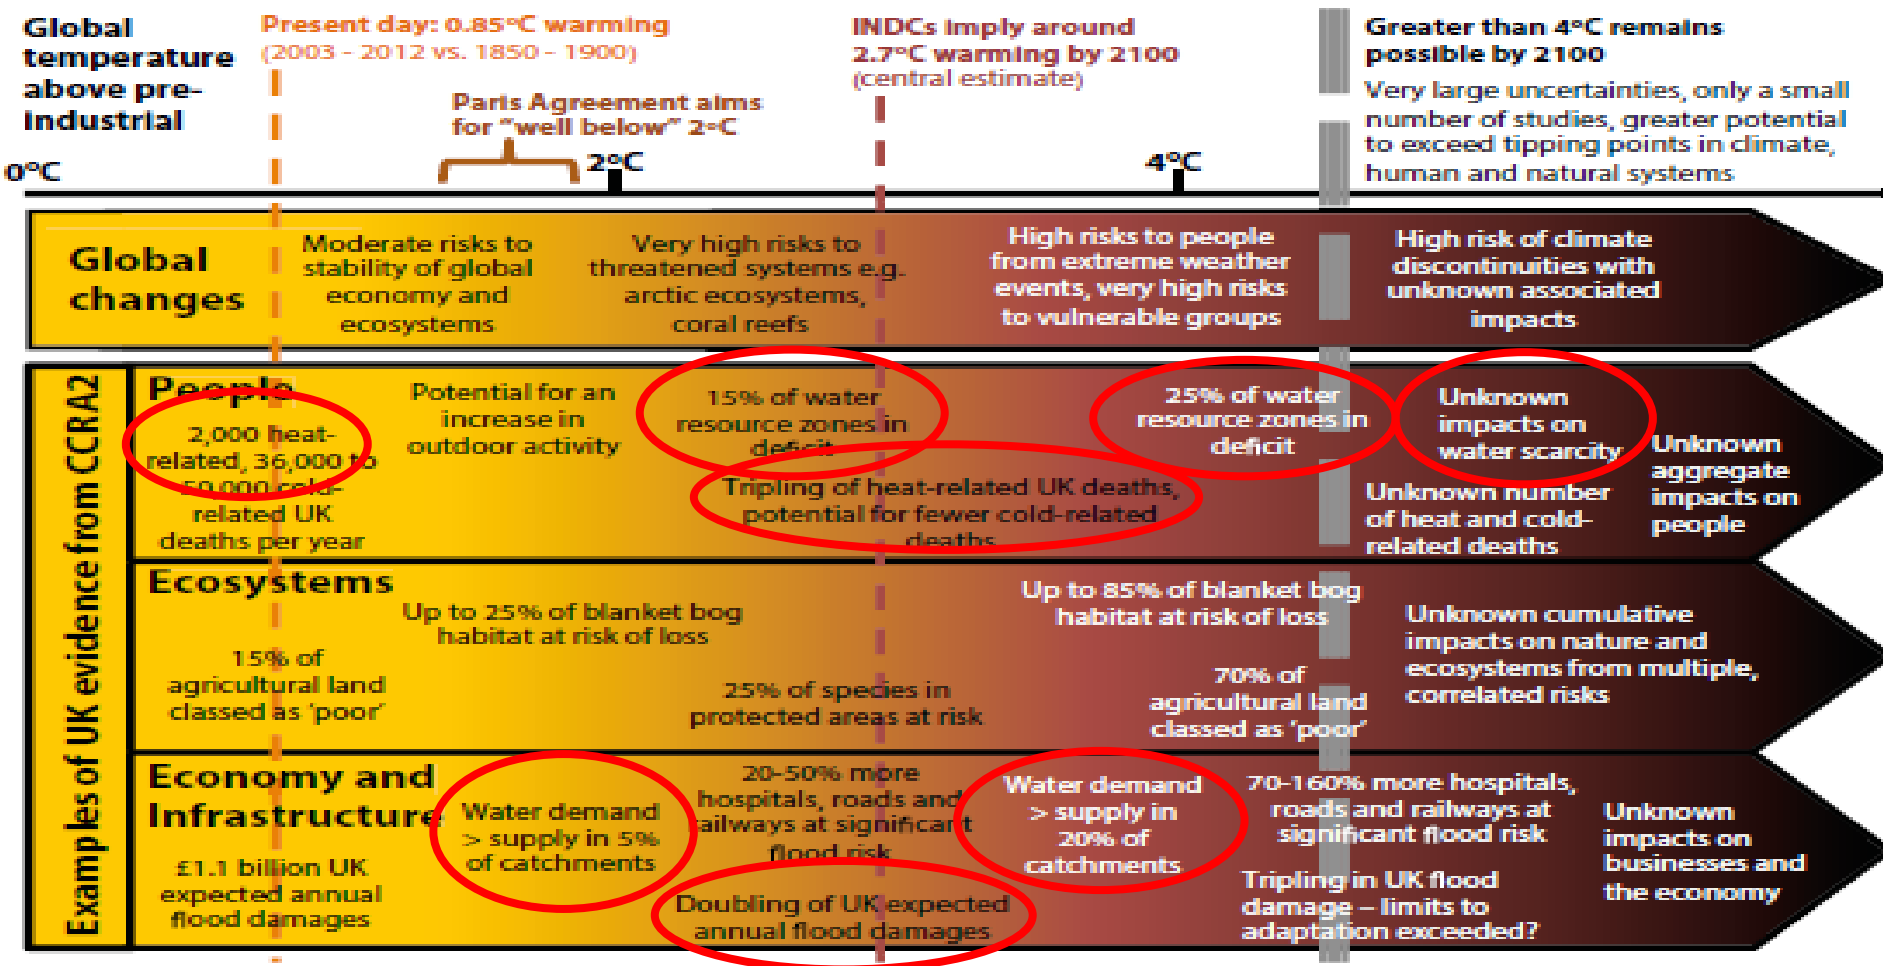 Global
temperature
above pre-
industrial
0°C
Present day: 0.85°C warming
(2003 - 2012 vs. 1850 - 1900)
Paris Agreement aims
for “well below” 2°C
2°C
INDCs imply around
2.7°C warming by 2100
(central estimate)
4°C
Greater than 4°C remains
possible by 2100
Very large uncertainties, only a small
number of studies, greater potential
to exceed tipping points in climate,
human and natural systems
Global
changes
Moderate risks to
stability of global
economy and
ecosystems
Very high risks to
threatened systems e.g.
arctic ecosystems,
coral reefs
High risks to people
from extreme weather
events, very high risks
to vulnerable groups
High risk of climate
discontinuities with
unknown associated
impacts
Examples of UK evidence from CCRA2
People
2,000 heat-
related, 36,000 to
50,000 cold-
related UK
deaths per year
Potential for an
increase in
outdoor activity
15% of water
resource zones in
deficit
Tripling of heat-related UK deaths,
potential for fewer cold-related
deaths
25% of water
resource zones in
deficit
Unknown
impacts on
water scarcity
Unknown number
of heat and cold-
related deaths
Unknown
aggregate
impacts on
people
Ecosystems
15% of
agricultural land
classed as ‘poor’
Up to 25% of blanket bog
habitat at risk of loss
25% of species in
protected areas at risk
Up to 85% of blanket bog
habitat at risk of loss
70% of
agricultural land
classed as ‘poor’
Unknown cumulative
impacts on nature and
ecosystems from multiple,
correlated risks
Economy and
Infrastructure
£1.1 billion UK
expected annual
flood damages
Water demand
> supply in 5%
of catchments
20-50% more
hospitals, roads and
railways at significant
flood risk
Doubling of UK expected
annual flood damages
Water demand
> supply in
20% of
catchments
70-160% more hospitals,
roads and railways at
significant flood risk
Tripling in UK flood
damage – limits to
adaptation exceeded?
Unknown
impacts on
businesses and
the economy